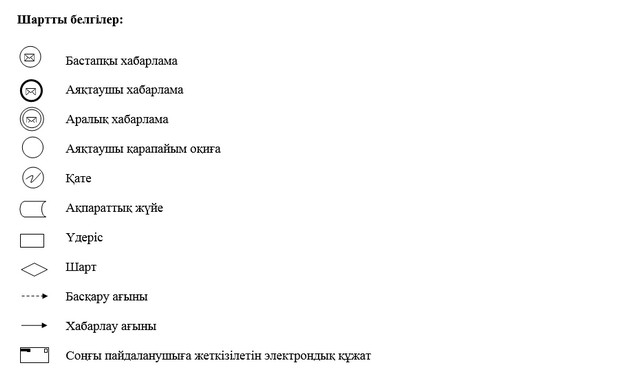 Шартты белгілер:
Бастапқы хабарлама
Аяқтаушы хабарлама
Аралық хабарлама
Аяқтаушы қарапайым оқиға
Қате
Ақпараттық жүйе
Үдеріс
Шарт
Басқару ағыны
Хабарлау ағыны
Соңғы пайдаланушыға жеткізілетін электрондық құжат